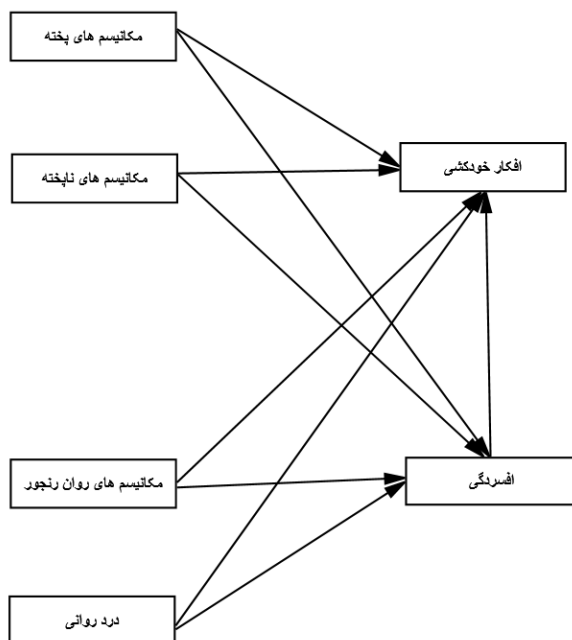 مکانیسم های پخته
افکار خودکشی
مکانیسم های ناپخته
مکانیسم های روان رنجور
افسردگی
درد روانی